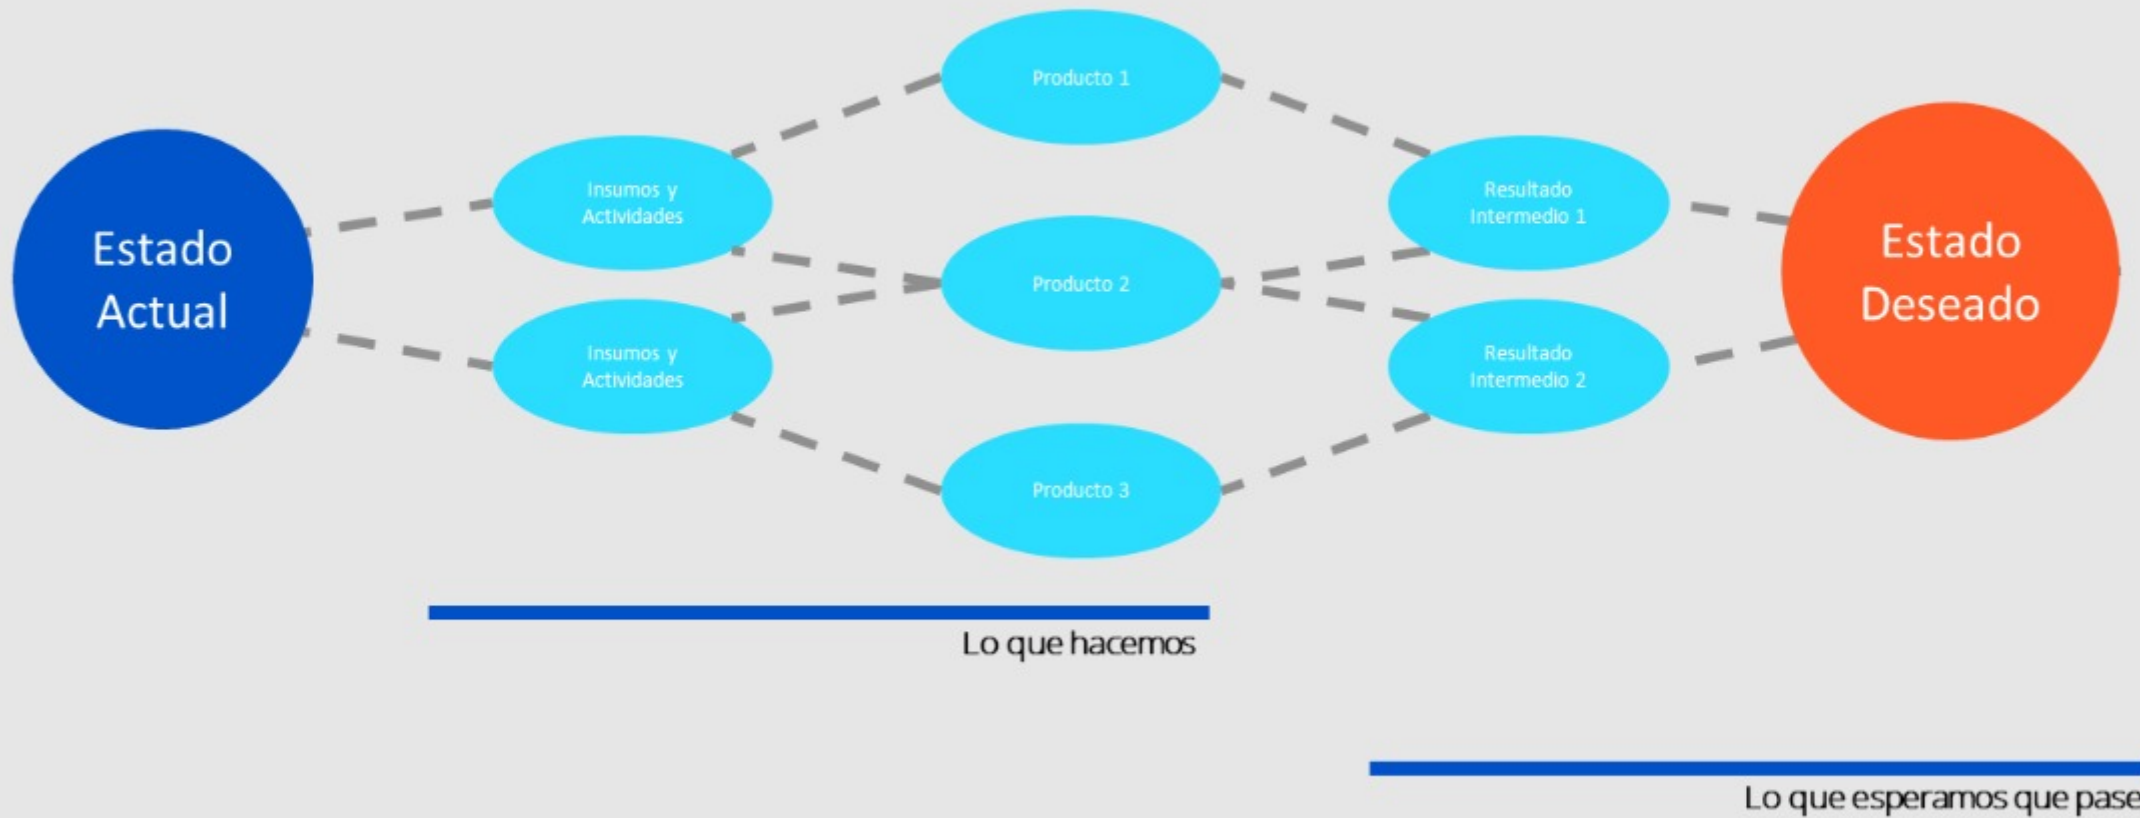 Estado
Actual
Insumos y
Actividades
Insumos y
Actividades
Producto 1
Producto 2
Producto 3
Resultado
Intermedio 1
Resultado
Intermedio 2
Estado
Deseado
Lo que hacemos
Lo que esperamos que pase